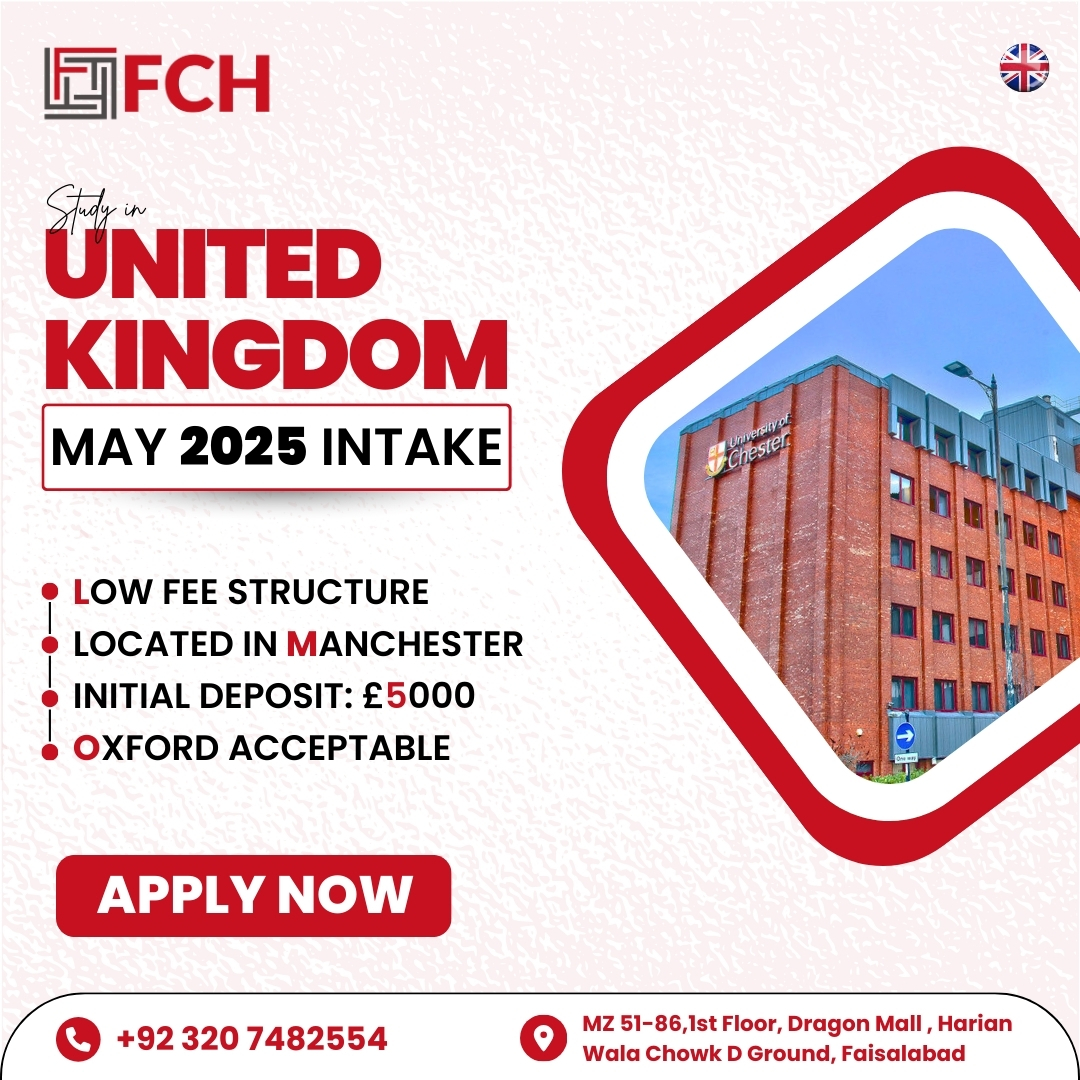 FCH
Study in
UNITED
KINGDOM
MAY 2025 INTAKE
University of
Chester
LOW FEE STRUCTURE
LOCATED IN MANCHESTER
INITIAL DEPOSIT: £5000
OXFORD ACCEPTABLE
One way
APPLY NOW
+92 320 7482554
MZ 51-86,1st Floor, Dragon Mall , Harian
Wala Chowk D Ground, Faisalabad